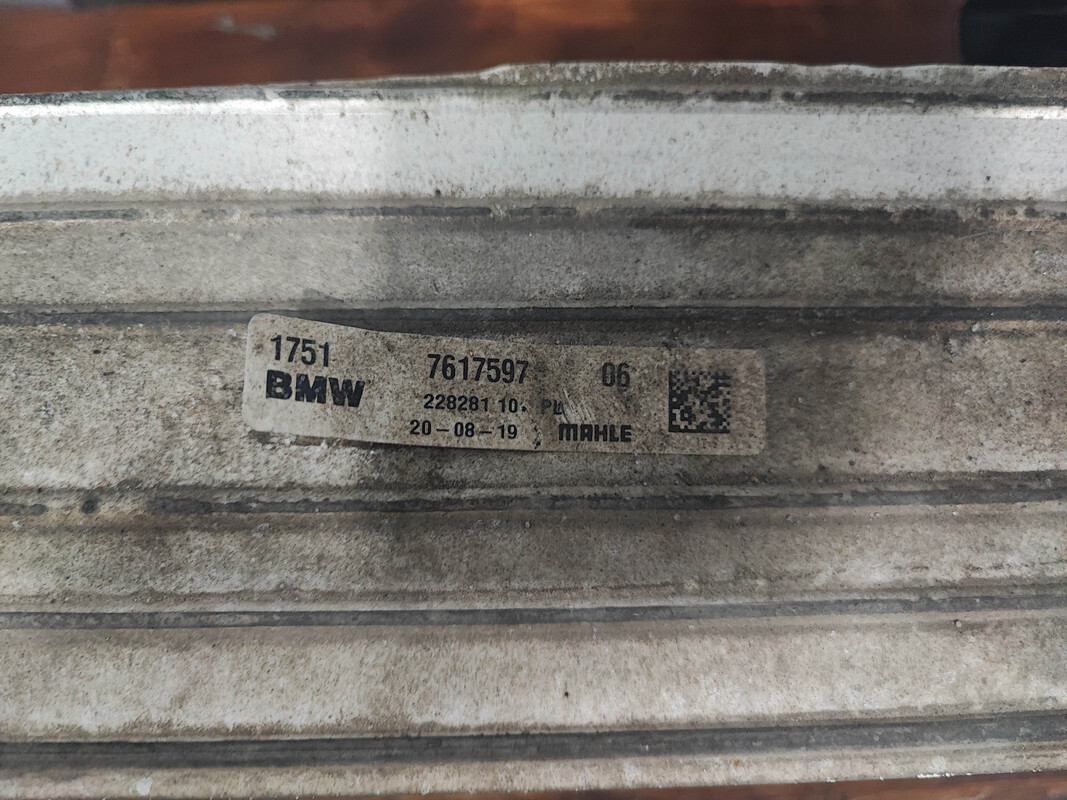 1751 7617597 06
BMW 228281 10. PL
20-08-19 MAHLE